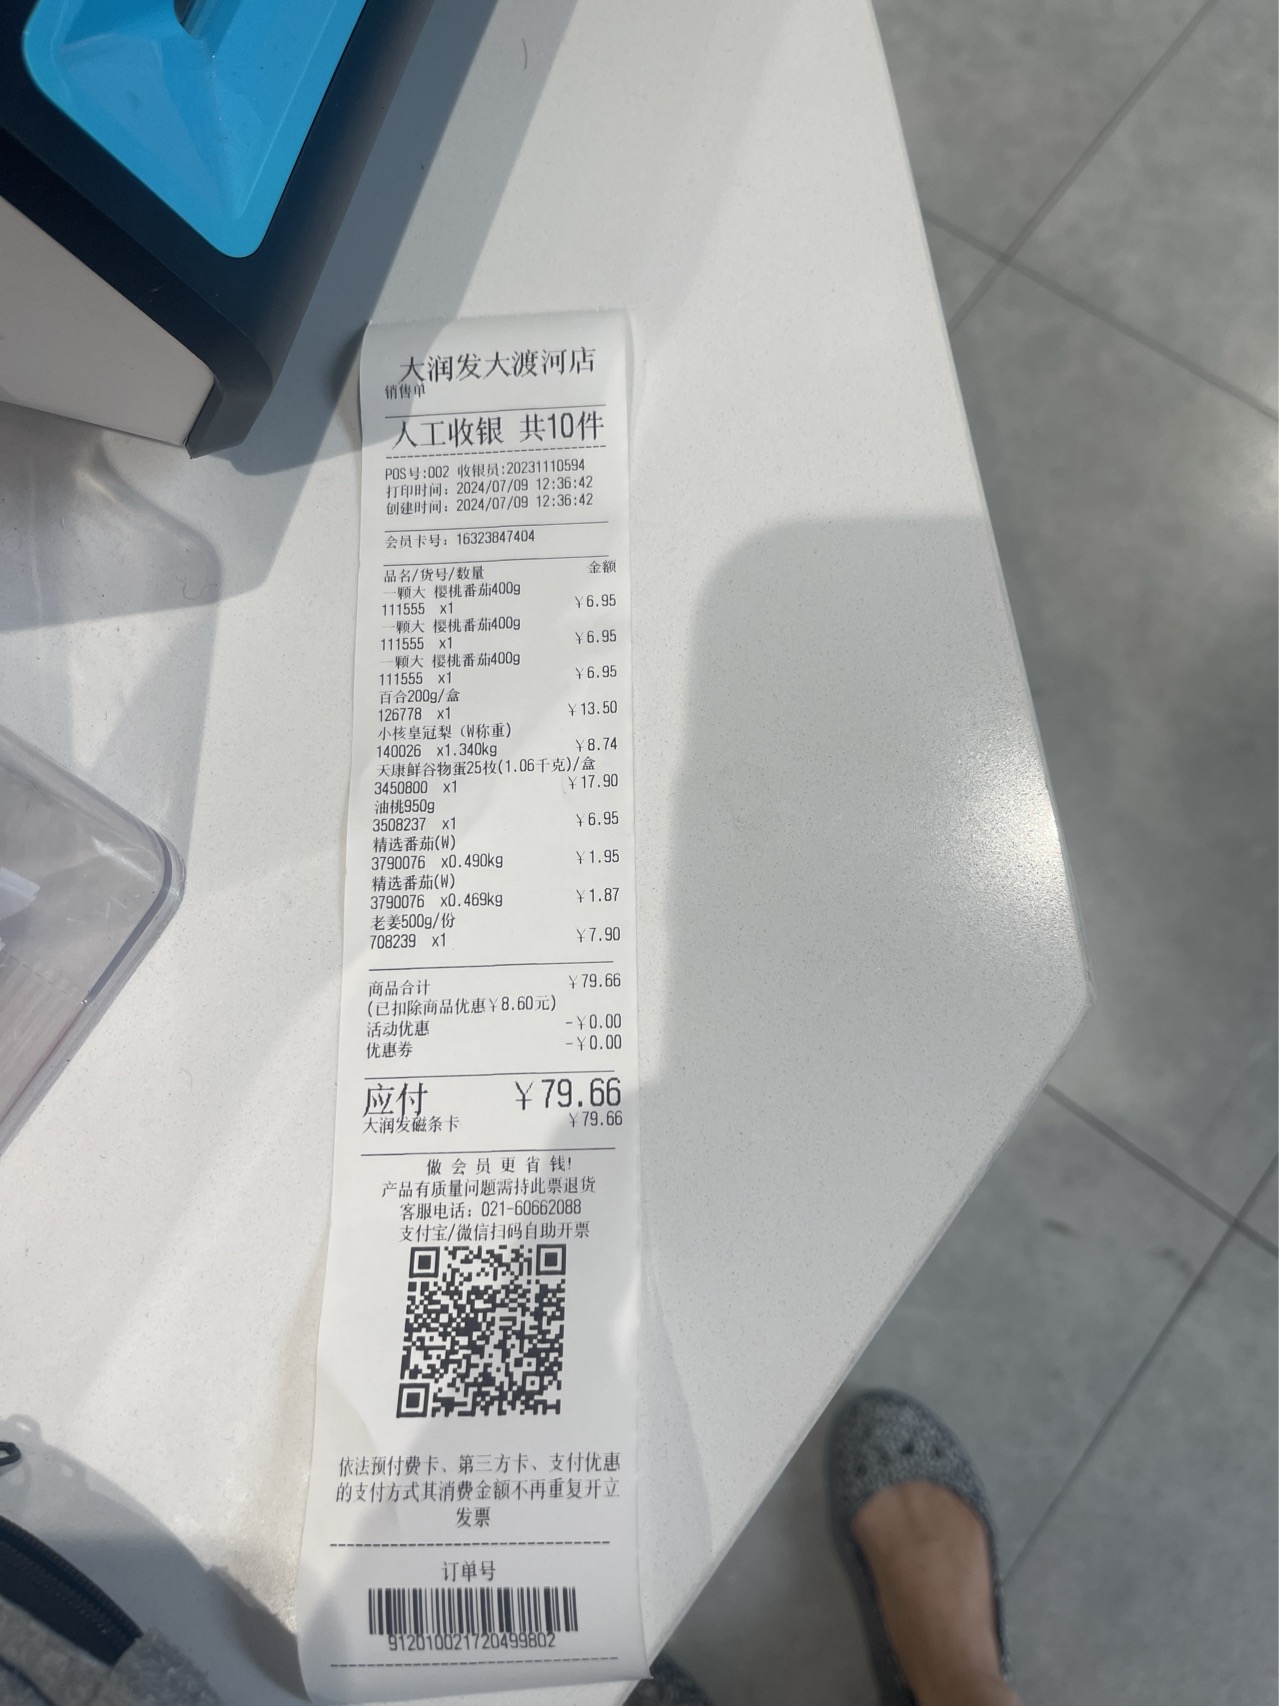 大润发大渡河店
销售单
人工收银 共10件
POS号:002 收银员:20231110594
打印时间: 2024/07/09 12:36:42
创建时间: 2024/07/09 12:36:42
会员卡号: 16323847404
品名/货号/数量 金额
一颗大 樱桃番茄400g
111555 x1 ¥6.95
一颗大 樱桃番茄400g
111555 x1 ¥6.95
一颗大 樱桃番茄400g
111555 x1 ¥6.95
百合200g/盒
126778 x1 ¥13.50
小核皇冠梨（W称重)
140026 x1.340kg ¥8.74
天康鲜谷物蛋25枚(1.06千克)/盒
3450800 x1 ¥17.90
油桃950g
3508237 x1 ¥6.95
精选番茄(W)
3790076 x0.490kg ¥1.95
精选番茄(W)
3790076 x0.469kg ¥1.87
老姜500g/份
708239 x1 ¥7.90
商品合计 ¥79.66
(已扣除商品优惠¥8.60元)
活动优惠 -¥0.00
优惠券 -¥0.00
应付 ¥79.66
大润发磁条卡 ¥79.66
做 会 员 更 省 钱!
产品有质量问题需持此票退货
客服电话: 021-60662088
支付宝/微信扫码自助开票
依法预付费卡、第三方卡、支付优惠
的支付方式其消费金额不再重复开立
发票
订单号
912010021720499802